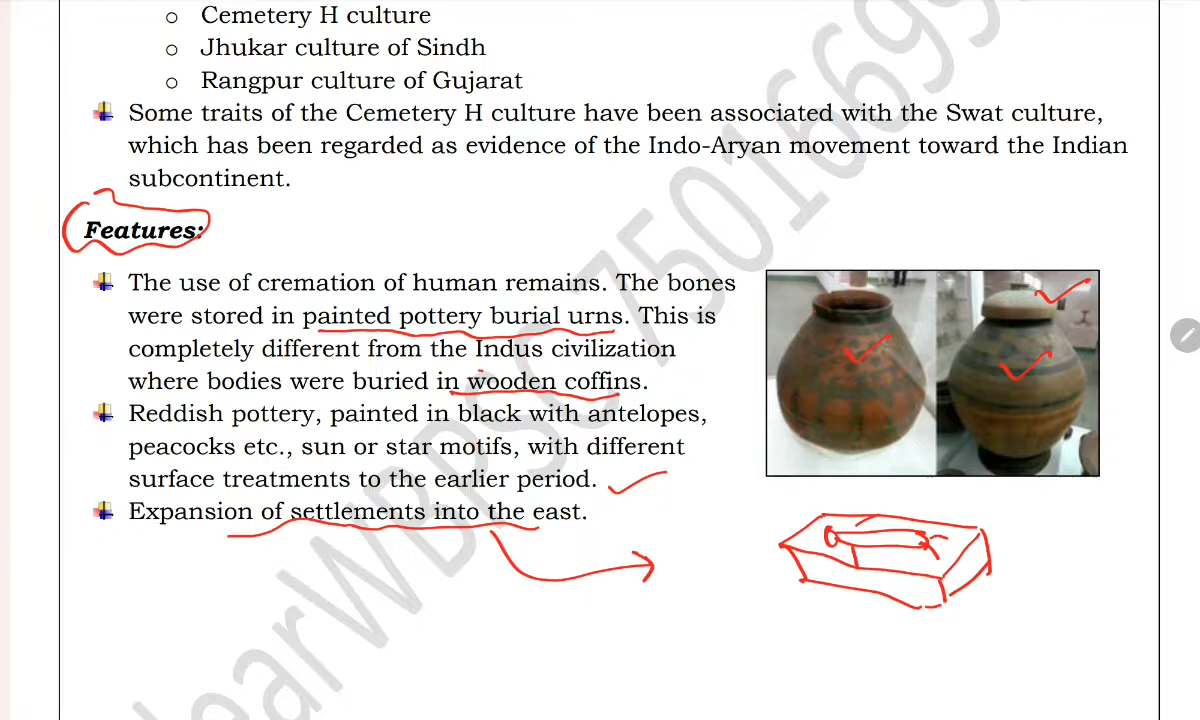 o Cemetery H culture
o Jhukar culture of Sindh
o Rangpur culture of Gujarat
Some traits of the Cemetery H culture have been associated with the Swat culture,
which has been regarded as evidence of the Indo-Aryan movement toward the Indian
subcontinent.
Features:
The use of cremation of human remains. The bones
were stored in painted pottery burial urns. This is
completely different from the Indus civilization
where bodies were buried in wooden coffins.
Reddish pottery, painted in black with antelopes,
peacocks etc., sun or star motifs, with different
surface treatments to the earlier period.
Expansion of settlements into the east.